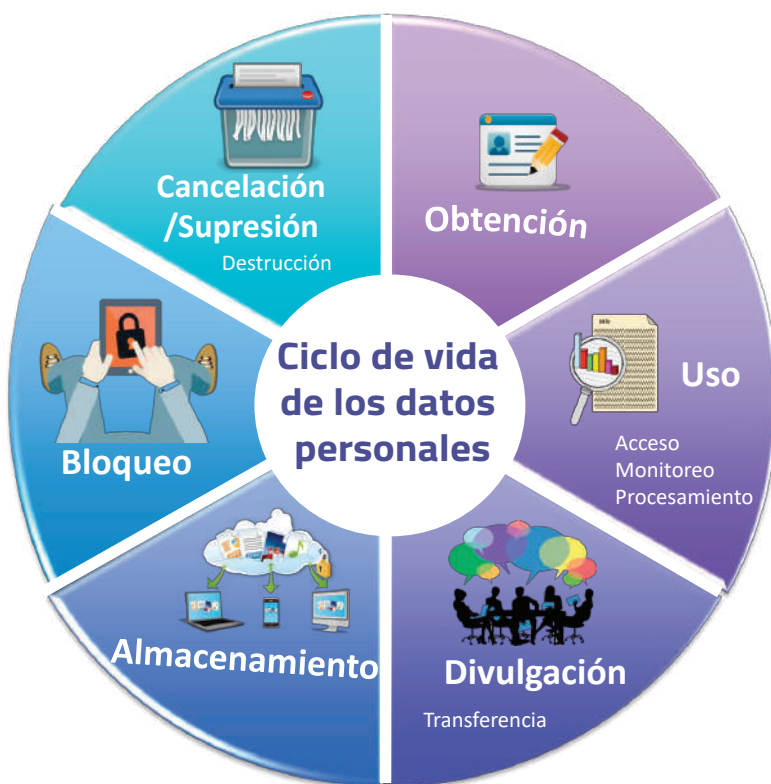 Ciclo de vida
de los datos
personales
Obtención
Uso
Acceso
Monitoreo
Procesamiento
Divulgación
Transferencia
Almacenamiento
Bloqueo
Cancelación
/Supresión
Destrucción